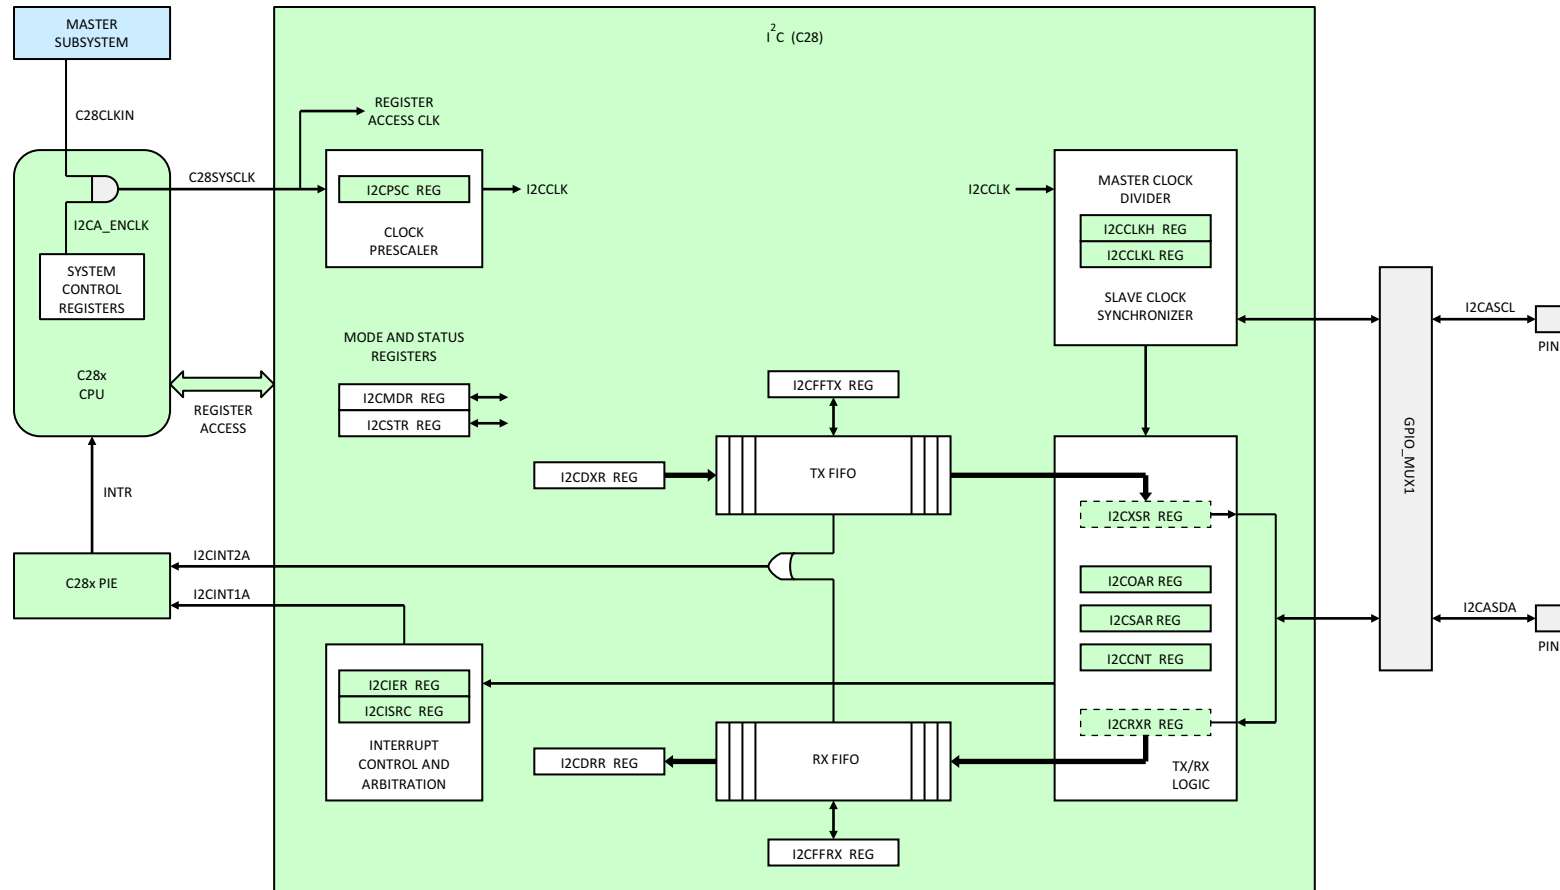 MASTER
SUBSYSTEM
I2C (C28)
C28CLKIN
REGISTER
ACCESS CLK
C28SYSCLK
I2CPSC REG
I2CCLK
CLOCK
PRESCALER
I2CA_ENCLK
SYSTEM
CONTROL
REGISTERS
C28x
CPU
REGISTER
ACCESS
I2CCLK
MASTER CLOCK
DIVIDER
I2CCLKH REG
I2CCLKL REG
SLAVE CLOCK
SYNCHRONIZER
I2CASCL
PIN
GPIO_MUX1
MODE AND STATUS
REGISTERS
I2CMDR REG
I2CSTR REG
I2CFFTX REG
I2CDXR REG
TX FIFO
I2CXSR REG
I2COAR REG
I2CSAR REG
I2CCNT REG
I2CRXR REG
TX/RX
LOGIC
I2CASDA
PIN
INTR
C28x PIE
I2CINT2A
I2CINT1A
I2CIER REG
I2CISRC REG
INTERRUPT
CONTROL AND
ARBITRATION
I2CDRR REG
RX FIFO
I2CFFRX REG